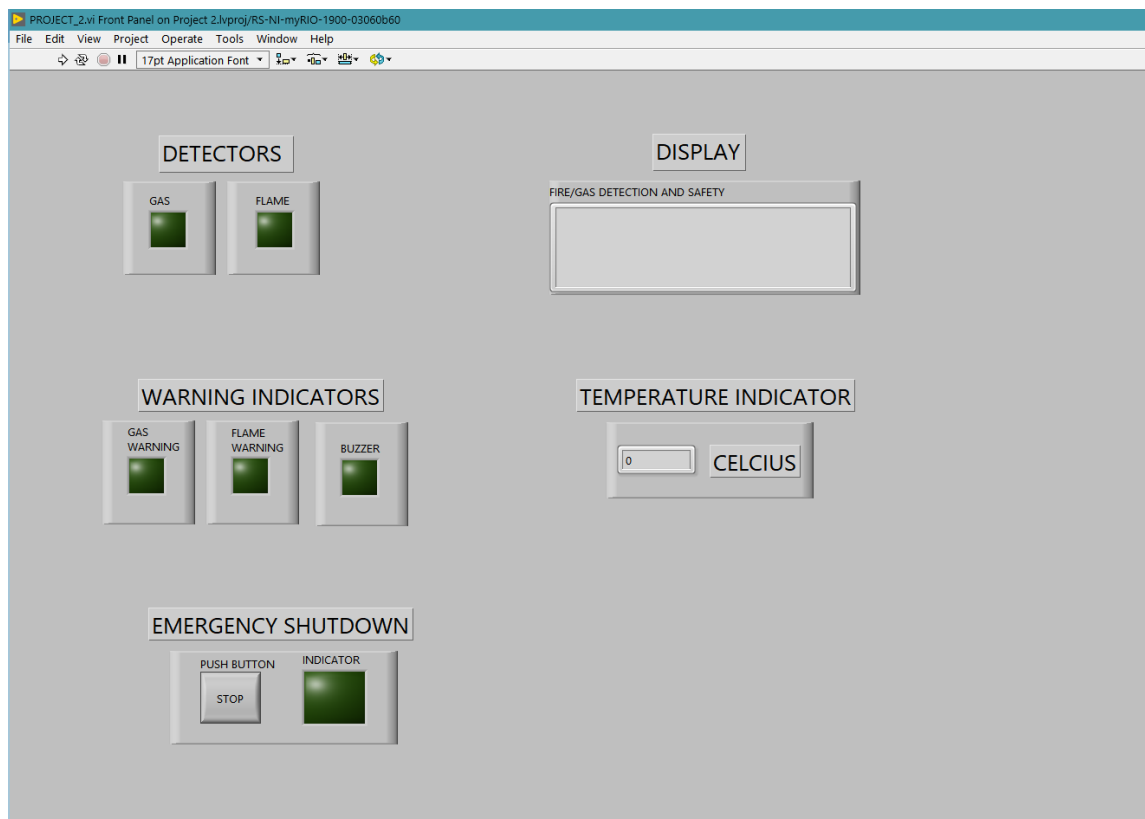 PROJECT_2.vi Front Panel on Project 2.lvproj/RS-NI-myRIO-1900-03060b60
File Edit View Project Operate Tools Window Help
17pt Application Font
DETECTORS
GAS
FLAME
DISPLAY
FIRE/GAS DETECTION AND SAFETY
WARNING INDICATORS
GAS
WARNING
FLAME
WARNING
BUZZER
TEMPERATURE INDICATOR
0
CELCIUS
EMERGENCY SHUTDOWN
PUSH BUTTON
STOP
INDICATOR